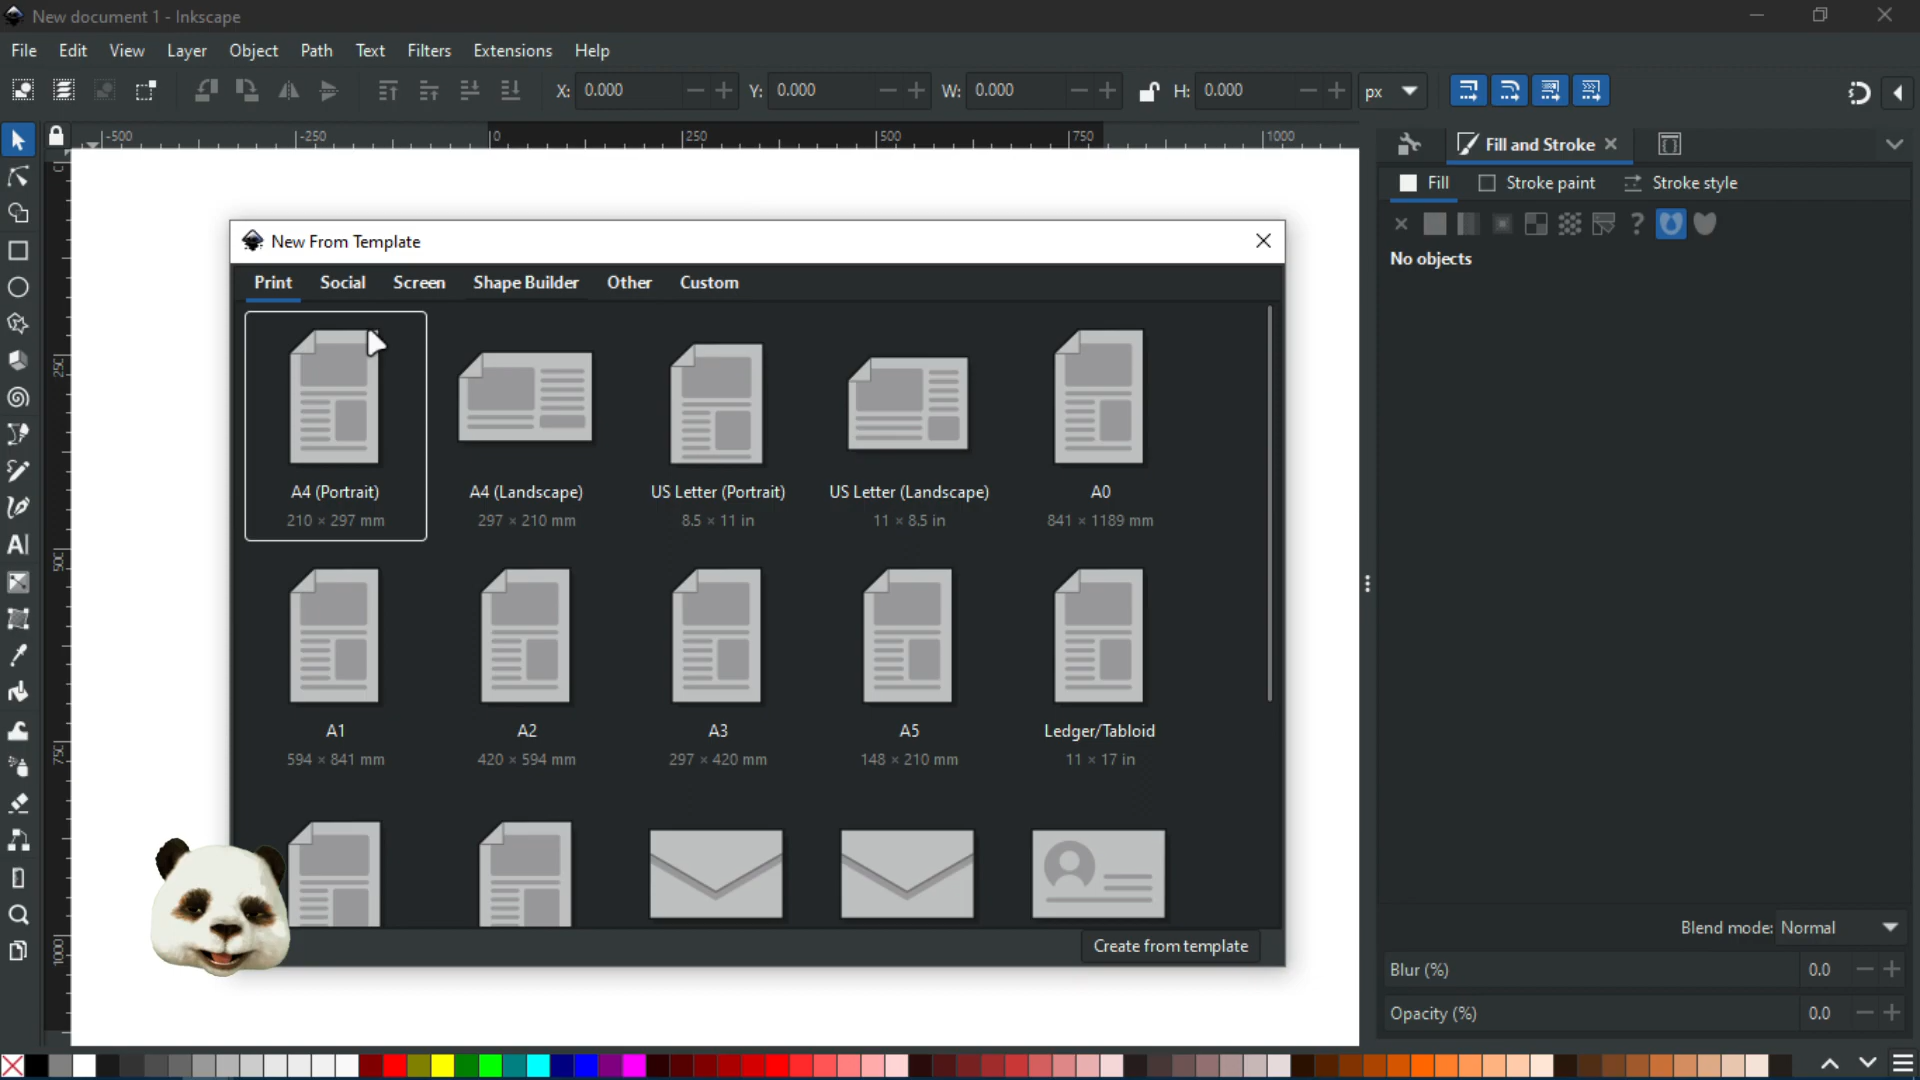 New document 1 - Inkscape
File Edit View Layer Object Path Text Filters Extensions Help
X: 0.000 Y: 0.000 W: 0.000 H: 0.000 px
-500 -250 0 250 500 750 1000
Fill and Stroke
Fill Stroke paint Stroke style
?
No objects
New From Template
Print Social Screen Shape Builder Other Custom
A4 (Portrait) A4 (Landscape) US Letter (Portrait) US Letter (Landscape) A0
210 × 297 mm 297 × 210 mm 8.5 × 11 in 11 × 8.5 in 841 × 1189 mm
A1 A2 A3 A5 Ledger/Tabloid
594 × 841 mm 420 × 594 mm 297 × 420 mm 148 × 210 mm 11 × 17 in
Create from template
0
250
500
750
1000
Blend mode: Normal
Blur (%) 0.0
Opacity (%) 0.0